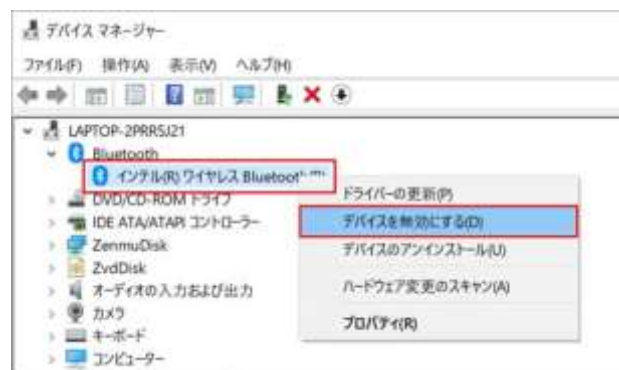 デバイス マネージャー
ファイル(F) 操作(A) 表示(V) ヘルプ(H)
LAPTOP-2PRRSJ21
Bluetooth
インテル(R) ワイヤレス Bluetooth
DVD/CD-ROM ドライブ
IDE ATA/ATAPI コントローラー
ZenmuDisk
ZvdDisk
オーディオの入力および出力
カメラ
キーボード
コンピューター
ドライバーの更新(P)
デバイスを無効にする(D)
デバイスのアンインストール(U)
ハードウェア変更のスキャン(A)
プロパティ(R)